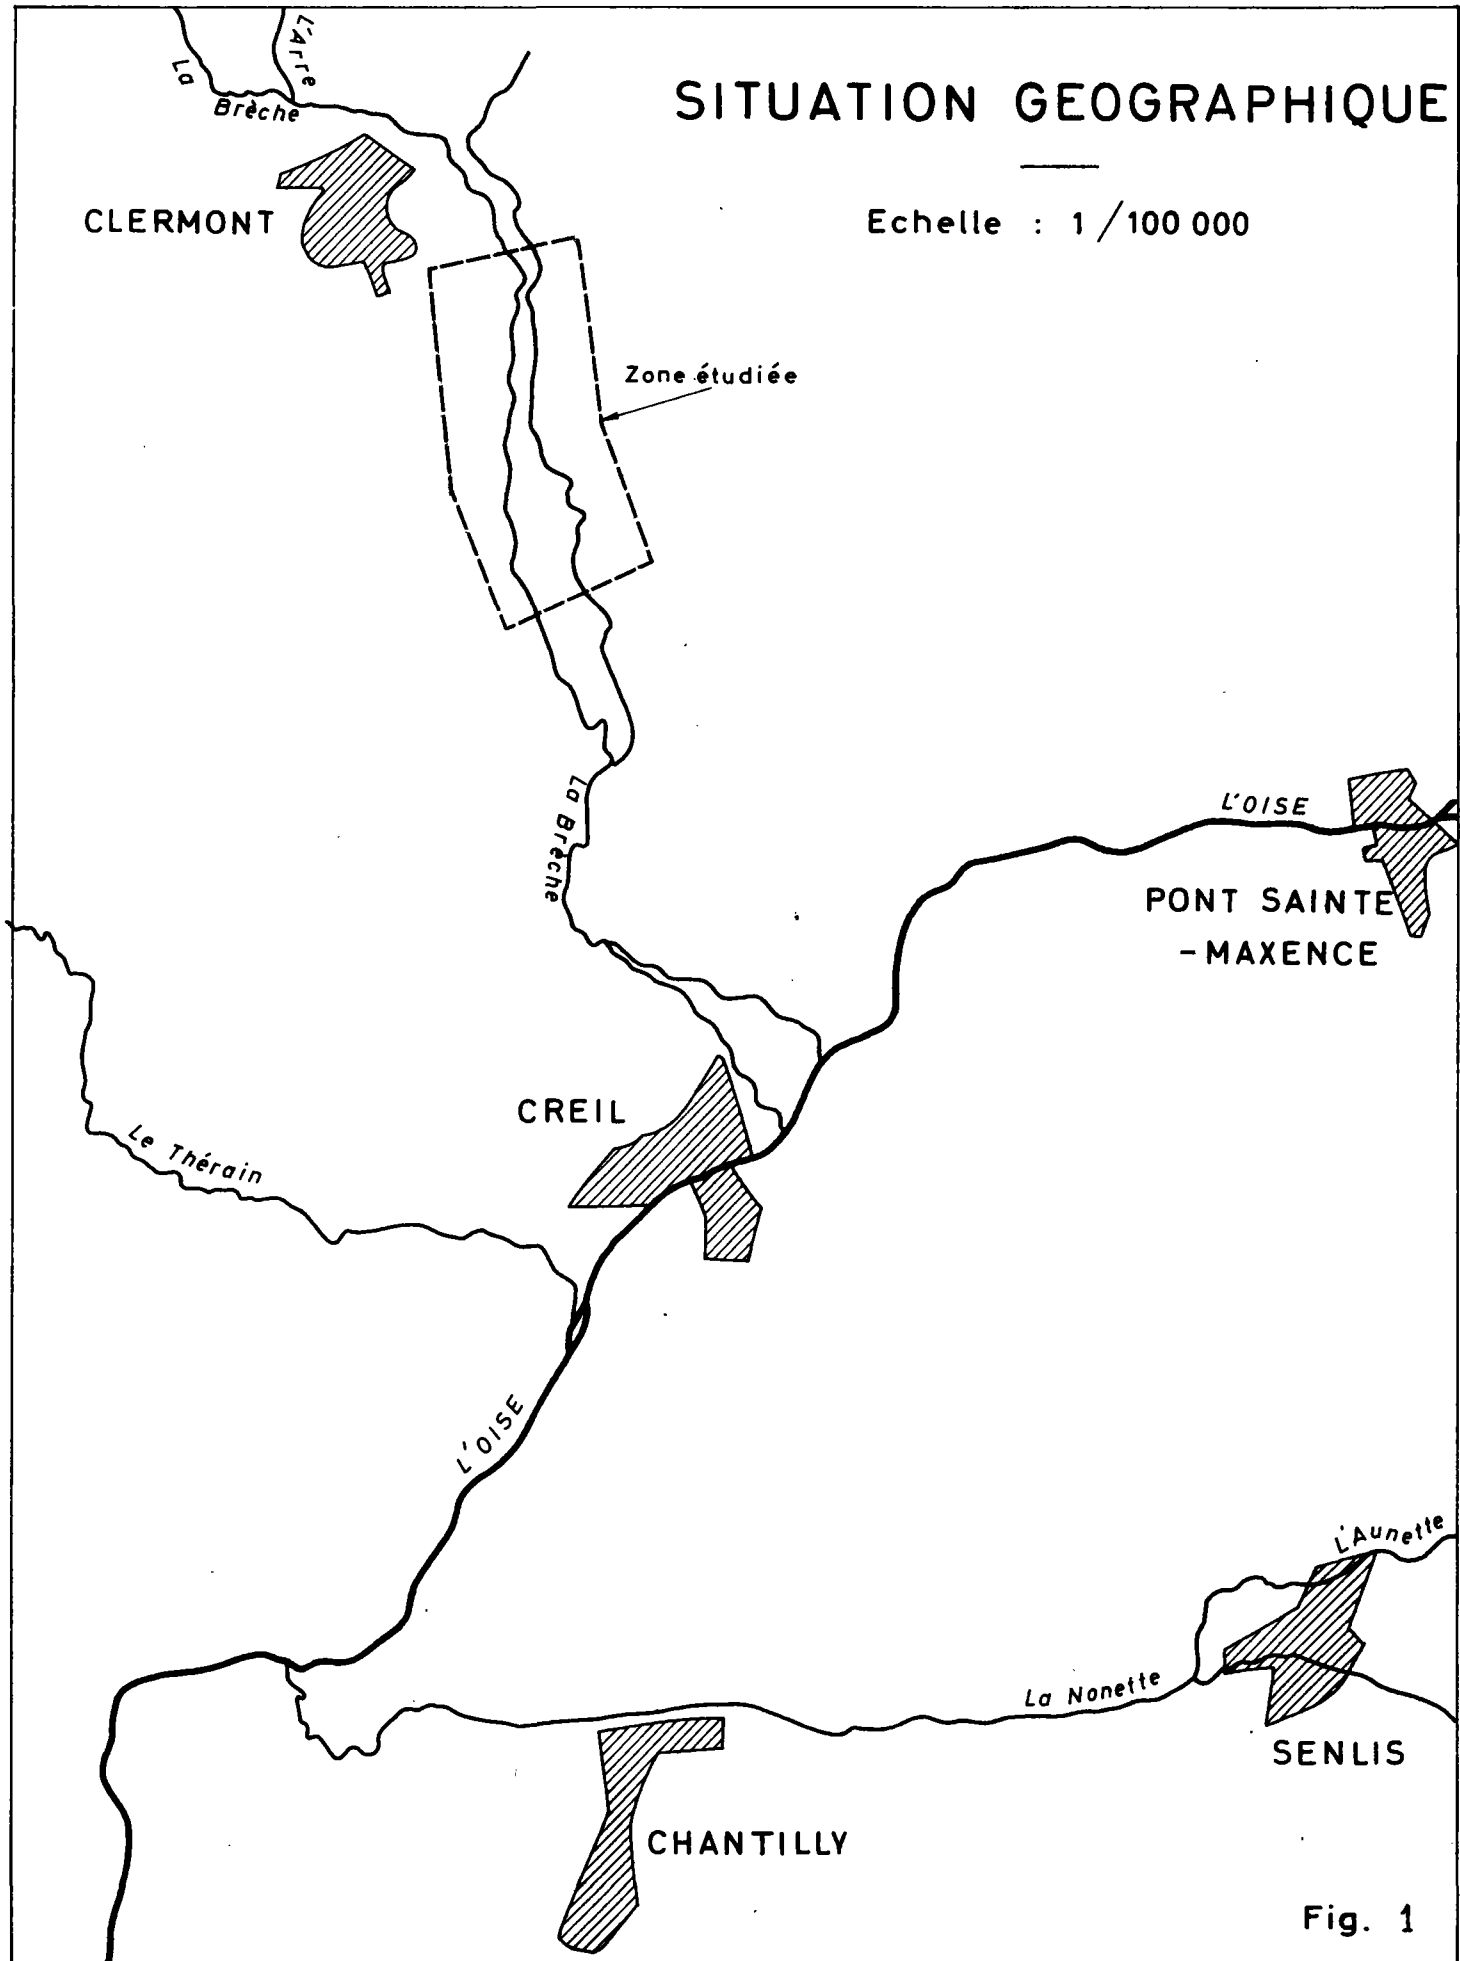 SITUATION GEOGRAPHIQUE
Echelle : 1/100 000
La
Brèche
L'Arre
CLERMONT
Zone étudiée
La Brèche
L'OISE
PONT SAINTE
-MAXENCE
CREIL
Le Thérain
L'OISE
L'Aunette
La Nonette
SENLIS
CHANTILLY
Fig. 1